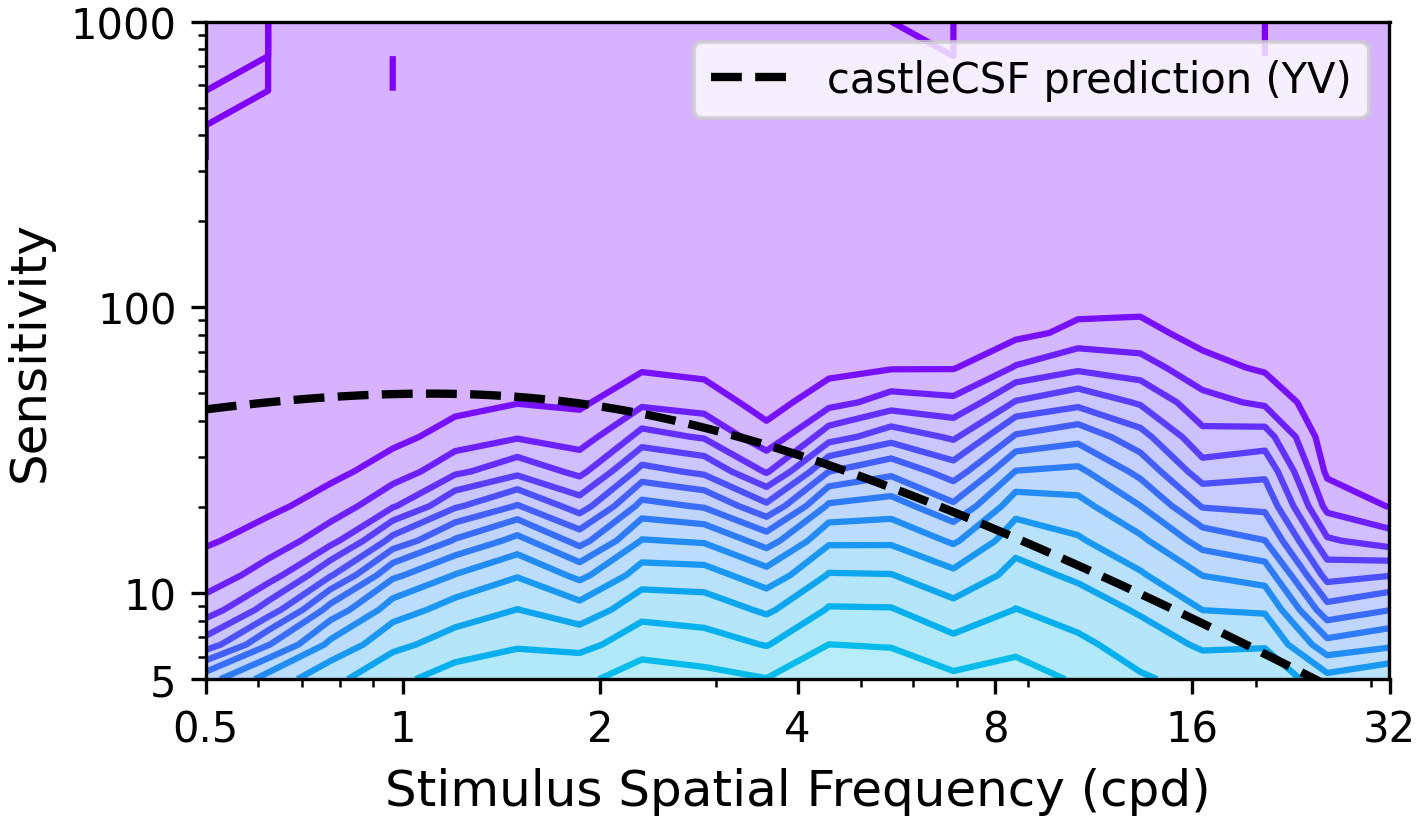 1000
castleCSF prediction (YV)
100
10
5
Sensitivity
0.5 1 2 4 8 16 32
Stimulus Spatial Frequency (cpd)